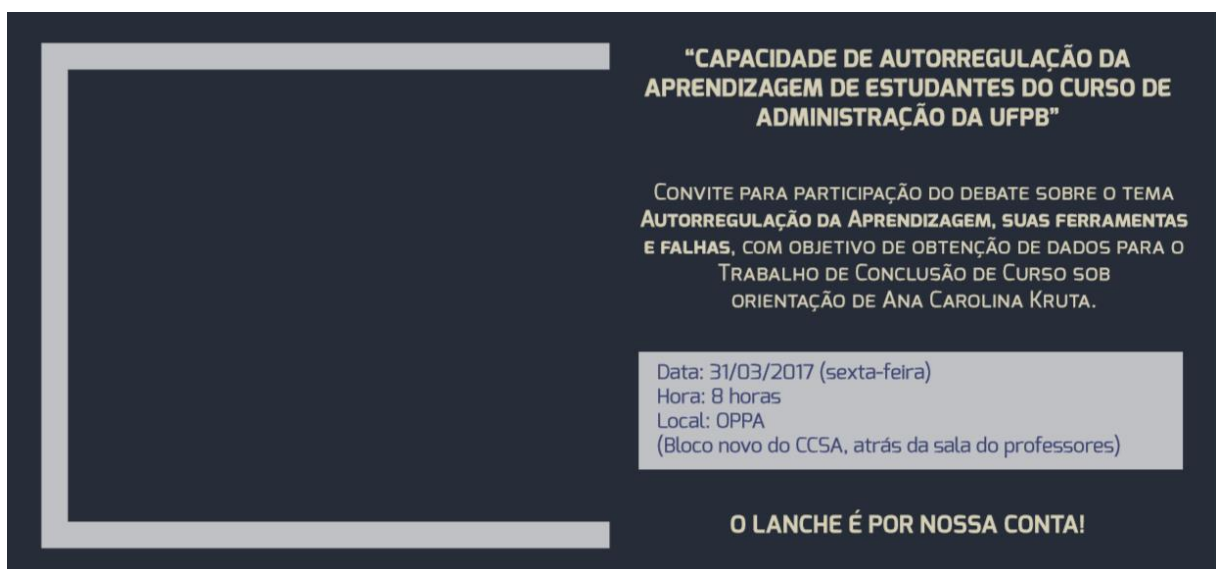 “CAPACIDADE DE AUTORREGULAÇÃO DA
APRENDIZAGEM DE ESTUDANTES DO CURSO DE
ADMINISTRAÇÃO DA UFPB”
CONVITE PARA PARTICIPAÇÃO DO DEBATE SOBRE O TEMA
AUTORREGULAÇÃO DA APRENDIZAGEM, SUAS FERRAMENTAS
E FALHAS, COM OBJETIVO DE OBTENÇÃO DE DADOS PARA O
TRABALHO DE CONCLUSÃO DE CURSO SOB
ORIENTAÇÃO DE ANA CAROLINA KRUTA.
Data: 31/03/2017 (sexta-feira)
Hora: 8 horas
Local: OPPA
(Bloco novo do CCSA, atrás da sala do professores)
O LANCHE É POR NOSSA CONTA!